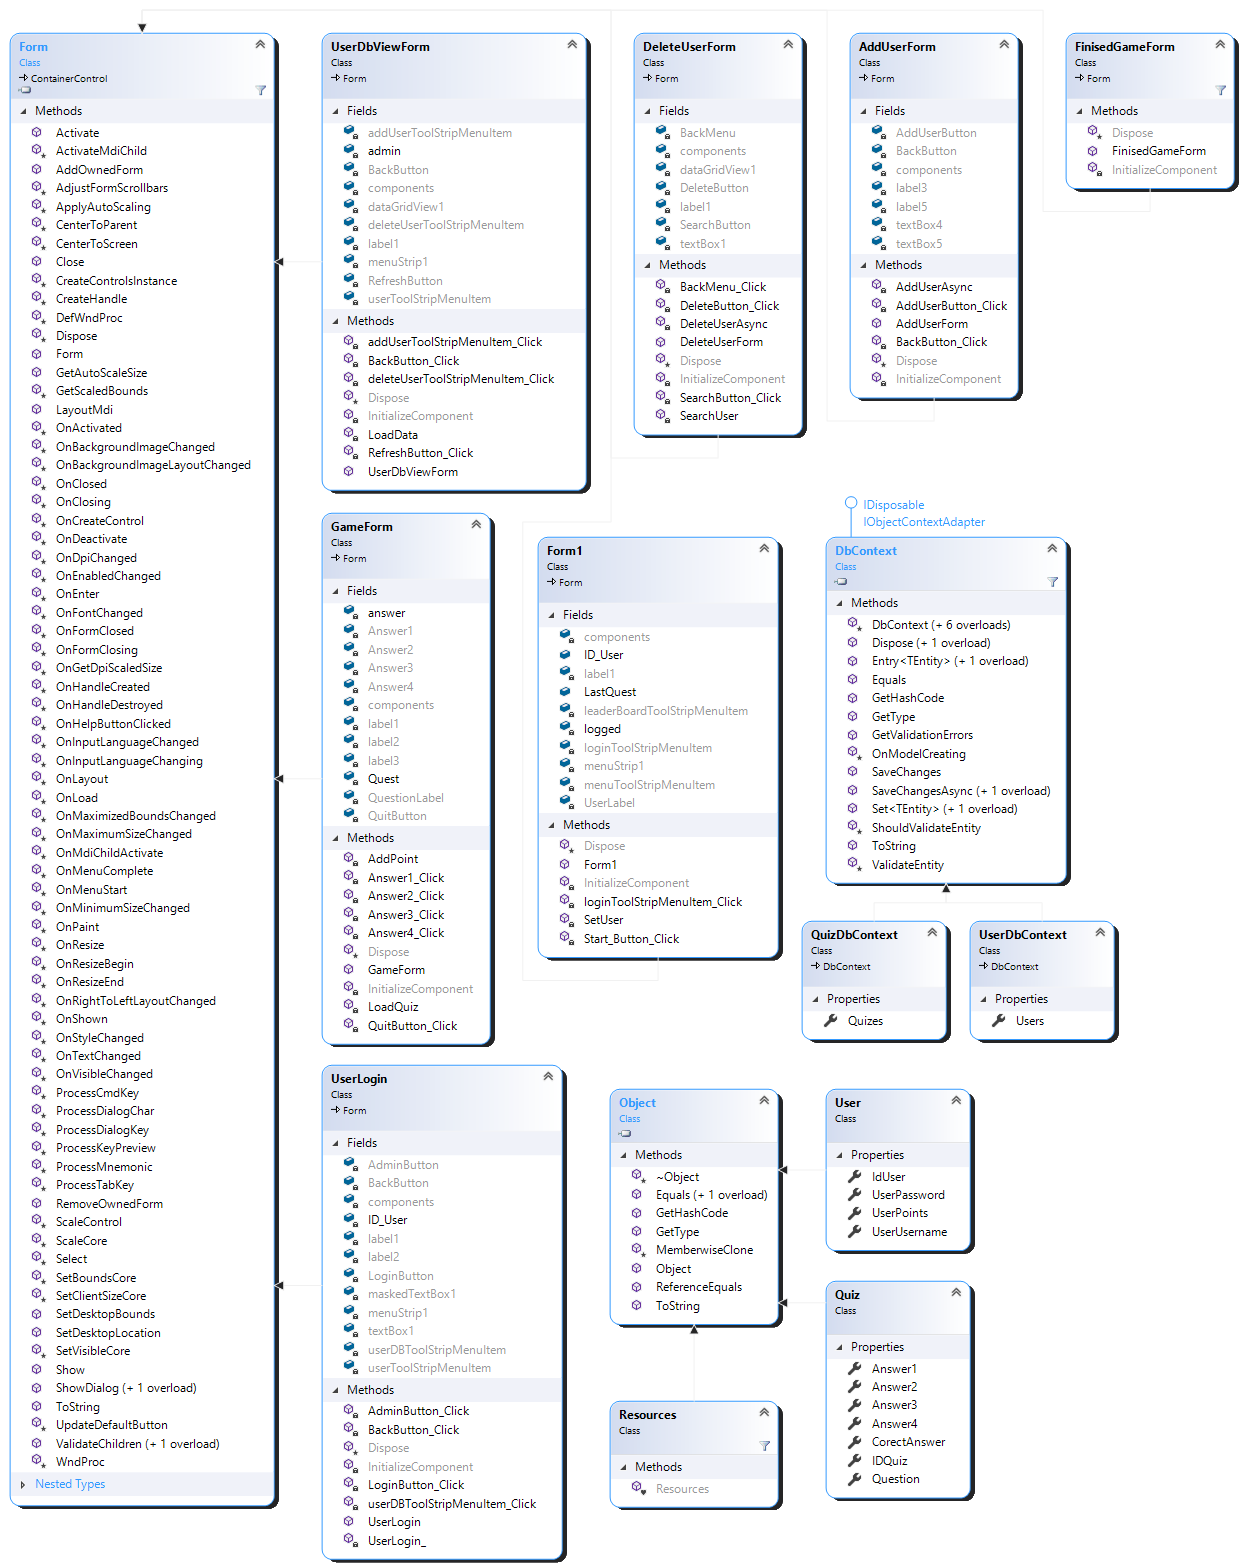 Form
Class
ContainerControl
Methods
Activate
ActivateMdiChild
AddOwnedForm
AdjustFormScrollbars
ApplyAutoScaling
CenterToParent
CenterToScreen
Close
CreateControlsInstance
CreateHandle
DefWndProc
Dispose
Form
GetAutoScaleSize
GetScaledBounds
LayoutMdi
OnActivated
OnBackgroundImageChanged
OnBackgroundImageLayoutChanged
OnClosed
OnClosing
OnCreateControl
OnDeactivate
OnDpiChanged
OnEnabledChanged
OnEnter
OnFontChanged
OnFormClosed
OnFormClosing
OnGetDpiScaledSize
OnHandleCreated
OnHandleDestroyed
OnHelpButtonClicked
OnInputLanguageChanged
OnInputLanguageChanging
OnLayout
OnLoad
OnMaximizedBoundsChanged
OnMaximumSizeChanged
OnMdiChildActivate
OnMenuComplete
OnMenuStart
OnMinimumSizeChanged
OnPaint
OnResize
OnResizeBegin
OnResizeEnd
OnRightToLeftLayoutChanged
OnShown
OnStyleChanged
OnTextChanged
OnVisibleChanged
ProcessCmdKey
ProcessDialogChar
ProcessDialogKey
ProcessKeyPreview
ProcessMnemonic
ProcessTabKey
RemoveOwnedForm
ScaleControl
ScaleCore
Select
SetBoundsCore
SetClientSizeCore
SetDesktopBounds
SetDesktopLocation
SetVisibleCore
Show
ShowDialog (+ 1 overload)
ToString
UpdateDefaultButton
ValidateChildren (+ 1 overload)
WndProc
Nested Types
UserDbViewForm
Class
Form
Fields
addUserToolStripMenuItem
admin
BackButton
components
dataGridView1
deleteUserToolStripMenuItem
label1
menuStrip1
RefreshButton
userToolStripMenuItem
Methods
addUserToolStripMenuItem_Click
BackButton_Click
deleteUserToolStripMenuItem_Click
Dispose
InitializeComponent
LoadData
RefreshButton_Click
UserDbViewForm
DeleteUserForm
Class
Form
Fields
BackMenu
components
dataGridView1
DeleteButton
label1
SearchButton
textBox1
Methods
BackMenu_Click
DeleteButton_Click
DeleteUserAsync
DeleteUserForm
Dispose
InitializeComponent
SearchButton_Click
SearchUser
AddUserForm
Class
Form
Fields
AddUserButton
BackButton
components
label3
label5
textBox4
textBox5
Methods
AddUserAsync
AddUserButton_Click
AddUserForm
BackButton_Click
Dispose
InitializeComponent
FinisedGameForm
Class
Form
Methods
Dispose
FinisedGameForm
InitializeComponent
GameForm
Class
Form
Fields
answer
Answer1
Answer2
Answer3
Answer4
components
label1
label2
label3
Quest
QuestionLabel
QuitButton
Methods
AddPoint
Answer1_Click
Answer2_Click
Answer3_Click
Answer4_Click
Dispose
GameForm
InitializeComponent
LoadQuiz
QuitButton_Click
Form1
Class
Form
Fields
components
ID_User
label1
LastQuest
leaderBoardToolStripMenuItem
logged
loginToolStripMenuItem
menuStrip1
menuToolStripMenuItem
UserLabel
Methods
Dispose
Form1
InitializeComponent
loginToolStripMenuItem_Click
SetUser
Start_Button_Click
IDisposable
IObjectContextAdapter
DbContext
Class
Methods
DbContext (+ 6 overloads)
Dispose (+ 1 overload)
Entry<TEntity> (+ 1 overload)
Equals
GetHashCode
GetType
GetValidationErrors
OnModelCreating
SaveChanges
SaveChangesAsync (+ 1 overload)
Set<TEntity> (+ 1 overload)
ShouldValidateEntity
ToString
ValidateEntity
QuizDbContext
Class
DbContext
Properties
Quizes
UserDbContext
Class
DbContext
Properties
Users
UserLogin
Class
Form
Fields
AdminButton
BackButton
components
ID_User
label1
label2
LoginButton
maskedTextBox1
menuStrip1
textBox1
userDBToolStripMenuItem
userToolStripMenuItem
Methods
AdminButton_Click
BackButton_Click
Dispose
InitializeComponent
LoginButton_Click
userDBToolStripMenuItem_Click
UserLogin
UserLogin_
Object
Class
Methods
~Object
Equals (+ 1 overload)
GetHashCode
GetType
MemberwiseClone
Object
ReferenceEquals
ToString
User
Class
Properties
IdUser
UserPassword
UserPoints
UserUsername
Quiz
Class
Properties
Answer1
Answer2
Answer3
Answer4
CorectAnswer
IDQuiz
Question
Resources
Class
Methods
Resources